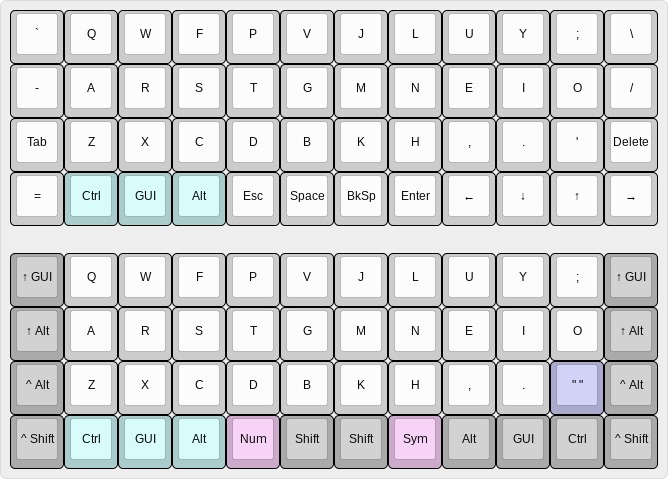 ` Q W F P V J L U Y ; \
- A R S T G M N E I O /
Tab Z X C D B K H , . ' Delete
= Ctrl GUI Alt Esc Space BkSp Enter ← ↓ ↑ →
↑ GUI Q W F P V J L U Y ; ↑ GUI
↑ Alt A R S T G M N E I O ↑ Alt
^ Alt Z X C D B K H , . " " ^ Alt
^ Shift Ctrl GUI Alt Num Shift Shift Sym Alt GUI Ctrl ^ Shift